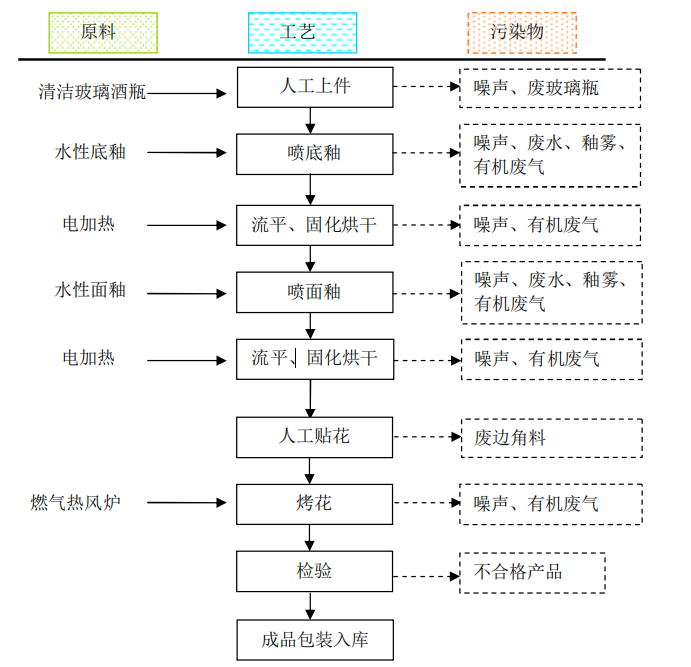 原料 工艺 污染物
清洁玻璃酒瓶 人工上件 噪声、废玻璃瓶
水性底釉 喷底釉 噪声、废水、釉雾、
有机废气
电加热 流平、固化烘干 噪声、有机废气
水性面釉 喷面釉 噪声、废水、釉雾、
有机废气
电加热 流平、固化烘干 噪声、有机废气
人工贴花 废边角料
燃气热风炉 烤花 噪声、有机废气
检验 不合格产品
成品包装入库